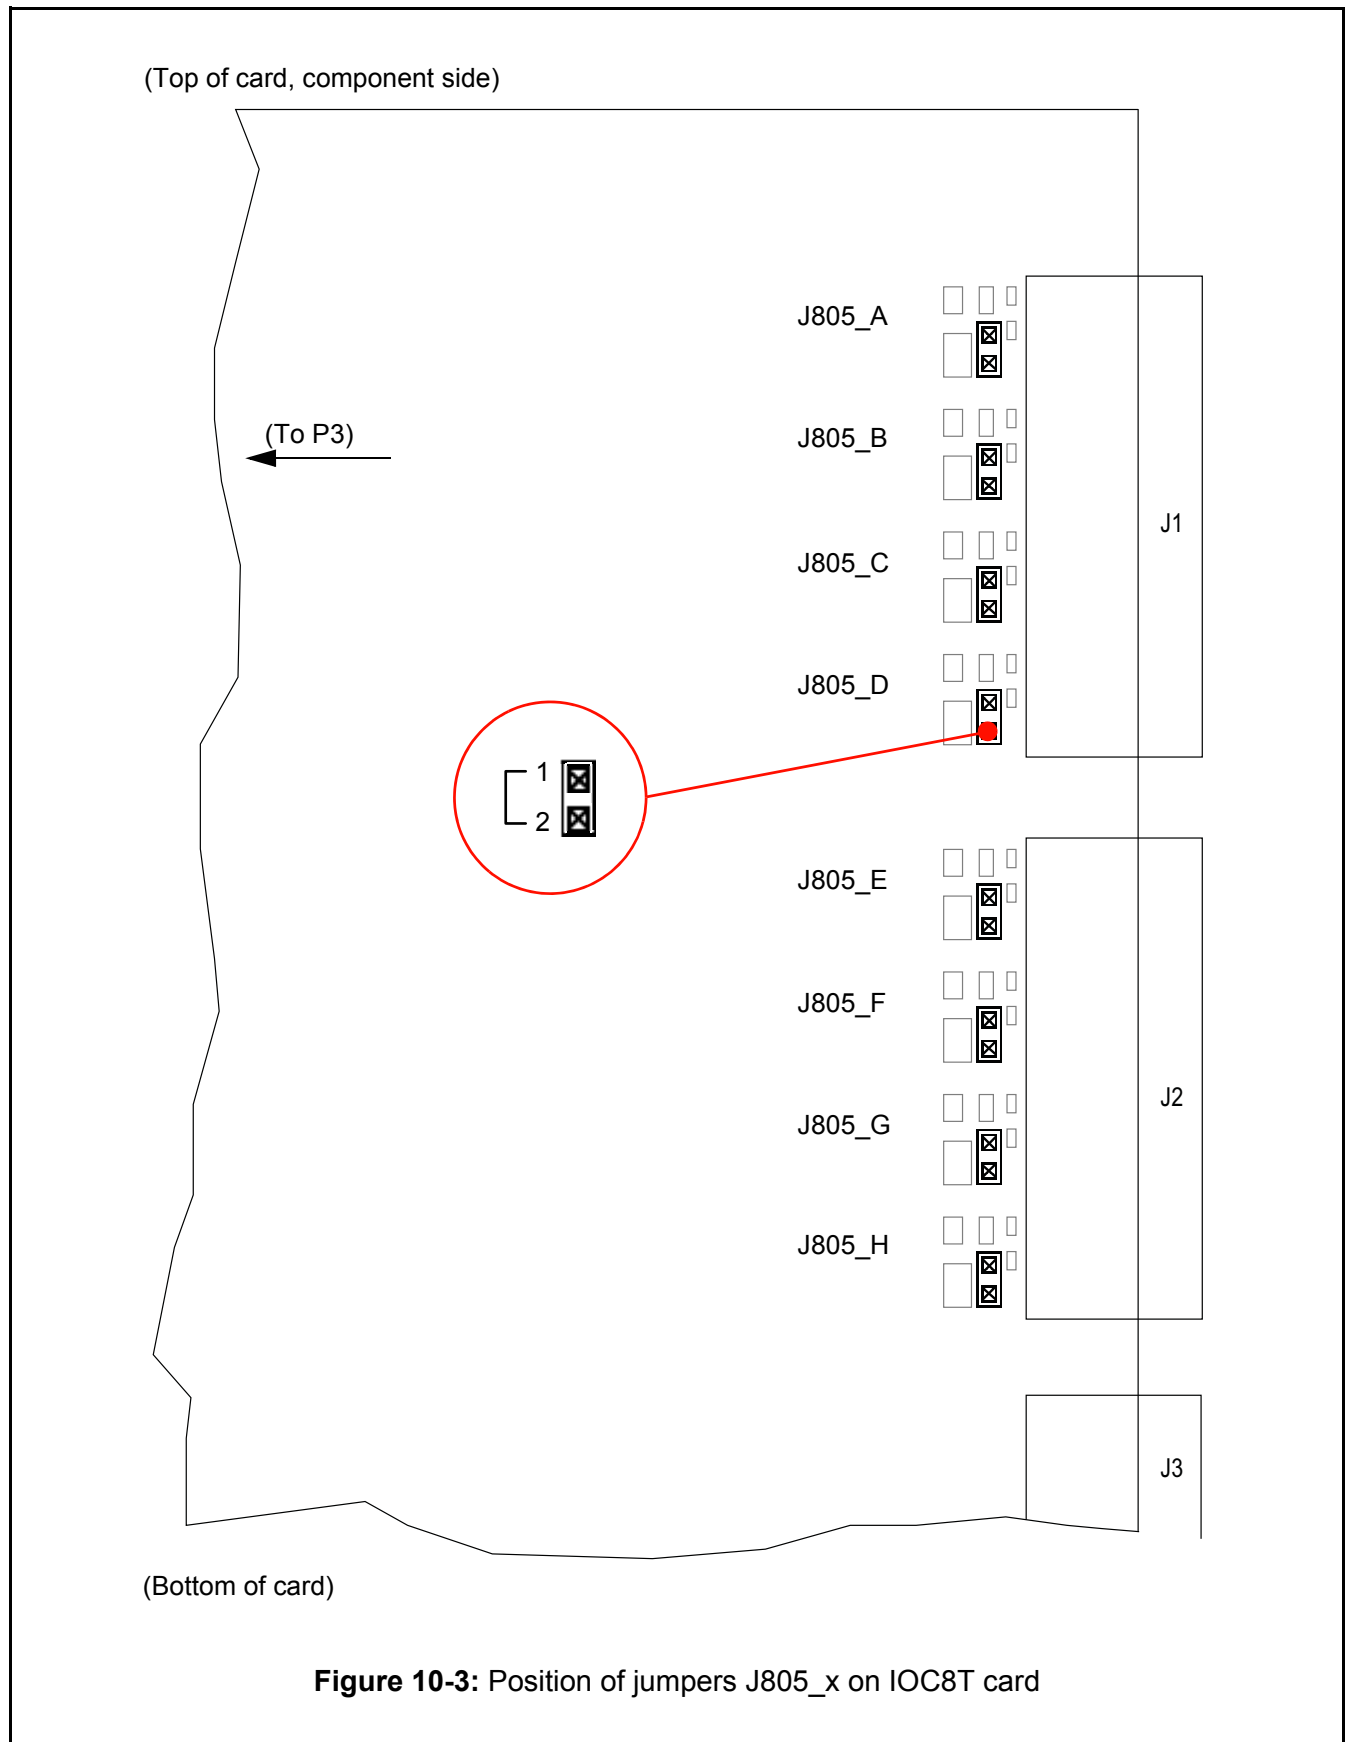 (Top of card, component side)
J805_A
(To P3)
J805_B
J1
J805_C
J805_D
1
2
J805_E
J805_F
J2
J805_G
J805_H
J3
(Bottom of card)
Figure 10-3: Position of jumpers J805_x on IOC8T card